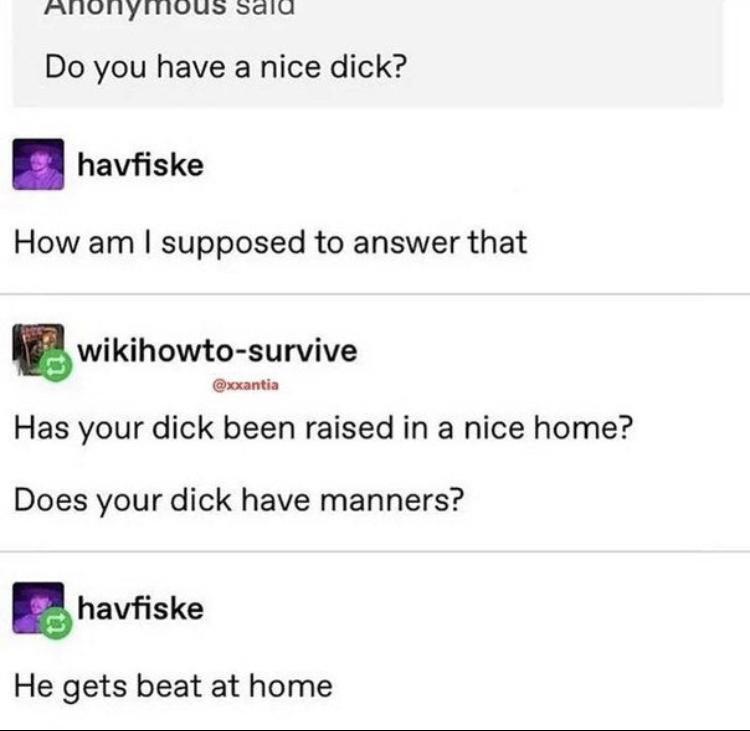 Anonymous said
Do you have a nice dick?
havfiske
How am I supposed to answer that
wikihowto-survive
@xxantia
Has your dick been raised in a nice home?
Does your dick have manners?
havfiske
He gets beat at home